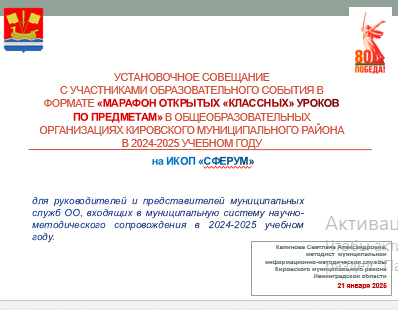 80
ПОБЕДА!
УСТАНОВОЧНОЕ СОВЕЩАНИЕ
С УЧАСТНИКАМИ ОБРАЗОВАТЕЛЬНОГО СОБЫТИЯ В
ФОРМАТЕ «МАРАФОН ОТКРЫТЫХ «КЛАССНЫХ» УРОКОВ
ПО ПРЕДМЕТАМ» В ОБЩЕОБРАЗОВАТЕЛЬНЫХ
ОРГАНИЗАЦИЯХ КИРОВСКОГО МУНИЦИПАЛЬНОГО РАЙОНА
В 2024-2025 УЧЕБНОМ ГОДУ
на ИКОП «СФЕРУМ»
для руководителей и представителей муниципальных
служб ОО, входящих в муниципальную систему научно-
методического сопровождения в 2024-2025 учебном
году.
Активац
Калинова Светлана Александровна,
методист муниципальной
информационно-методической службы
Кировского муниципального района
Ленинградской области
21 января 2025